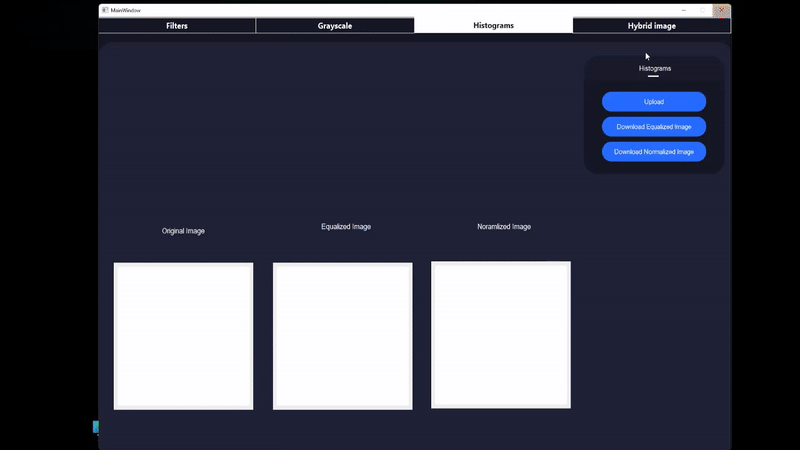 MainWindow
Filters
Grayscale
Histograms
Hybrid image
Histograms
Upload
Download Equalized Image
Download Normalized Image
Original Image
Equalized Image
Noramlized Image